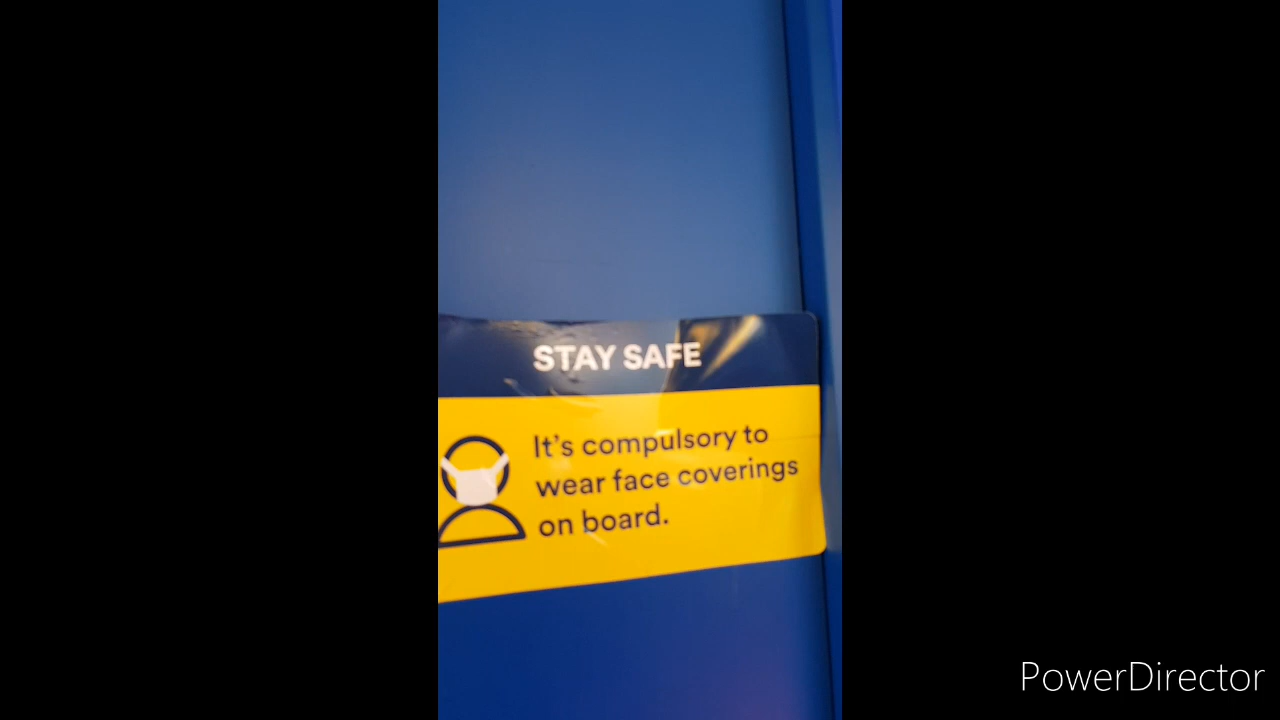 STAY SAFE
It's compulsory to
wear face coverings
on board.
PowerDirector